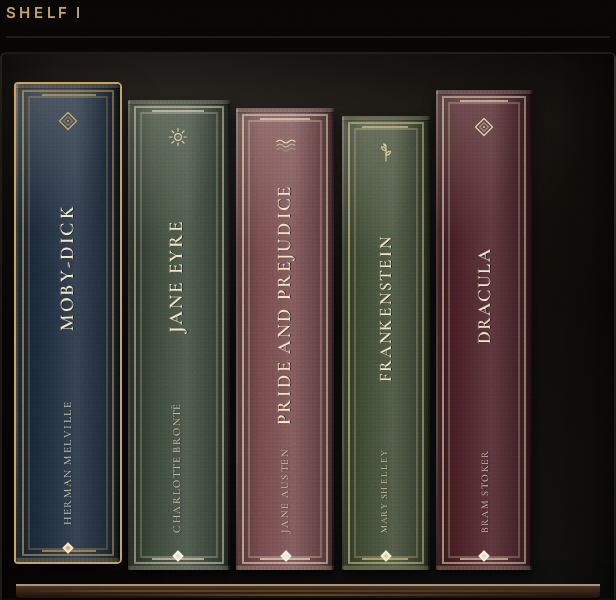 SHELF I
MOBY-DICK
HERMAN MELVILLE
JANE EYRE
CHARLOTTE BRONTË
PRIDE AND PREJUDICE
JANE AUSTEN
FRANKENSTEIN
MARY SHELLEY
DRACULA
BRAM STOKER